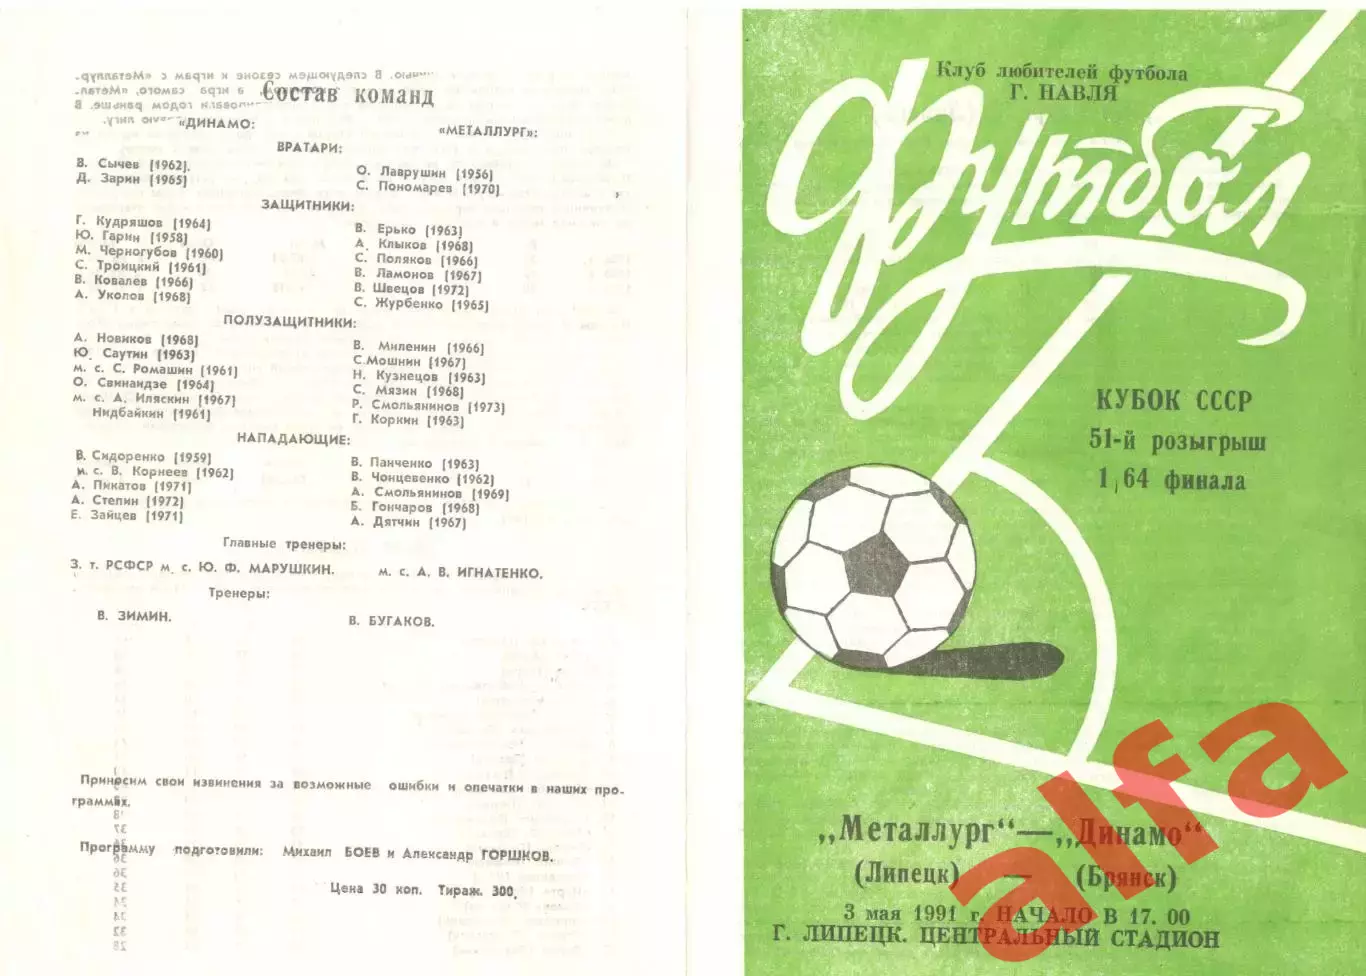 Состав команд
«ДИНАМО:
«МЕТАЛЛУРГ»:
ВРАТАРИ:
В. Сычев [1962].
Д. Зарин [1965]
О. Лаврушин [1956]
С. Пономарев [1970]
ЗАЩИТНИКИ:
Г. Кудряшов [1964]
Ю. Гарин [1958]
М. Черногубов [1960]
С. Троицкий [1961]
В. Ковалев [1966]
А. Уколов [1968]
В. Ерько [1963]
А. Клыков [1968]
С. Поляков [1966]
В. Ламонов [1967]
В. Швецов [1972]
С. Журбенко [1965]
ПОЛУЗАЩИТНИКИ:
А. Новиков [1968]
Ю. Саутин [1963]
м. с. С. Ромашин [1961]
О. Свинаидзе [1964]
м. с. А. Иляскин [1967]
Нидбайкин [1961]
В. Миленин [1966]
С.Мошнин [1967]
Н. Кузнецов [1963]
С. Мязин [1968]
Р. Смольянинов [1973]
Г. Коркин [1963]
НАПАДАЮЩИЕ:
В. Сидоренко [1959]
м. с. В. Корнеев [1962]
А. Пикатов [1971]
А. Степин [1972]
Е. Зайцев [1971]
В. Панченко [1963]
В. Чонцевенко [1962]
А. Смольянинов [1969]
Б. Гончаров [1968]
А. Дятчин [1967]
Главные тренеры:
З. т. РСФСР м. с. Ю. Ф. МАРУШКИН.
м. с. А. В. ИГНАТЕНКО.
Тренеры:
В. ЗИМИН.
В. БУГАКОВ.
Приносим свои извинения за возможные ошибки и опечатки в наших про-
граммах.
Программу подготовили: Михаил БОЕВ и Александр ГОРШКОВ.
Цена 30 коп. Тираж. 300.
Клуб любителей футбола
Г. НАВЛЯ
Футбол
КУБОК СССР
51-й розыгрыш
1/64 финала
„Металлург“—„Динамо“
(Липецк) — (Брянск)
3 мая 1991 г. НАЧАЛО В 17. 00
Г. ЛИПЕЦК. ЦЕНТРАЛЬНЫЙ СТАДИОН
alfa